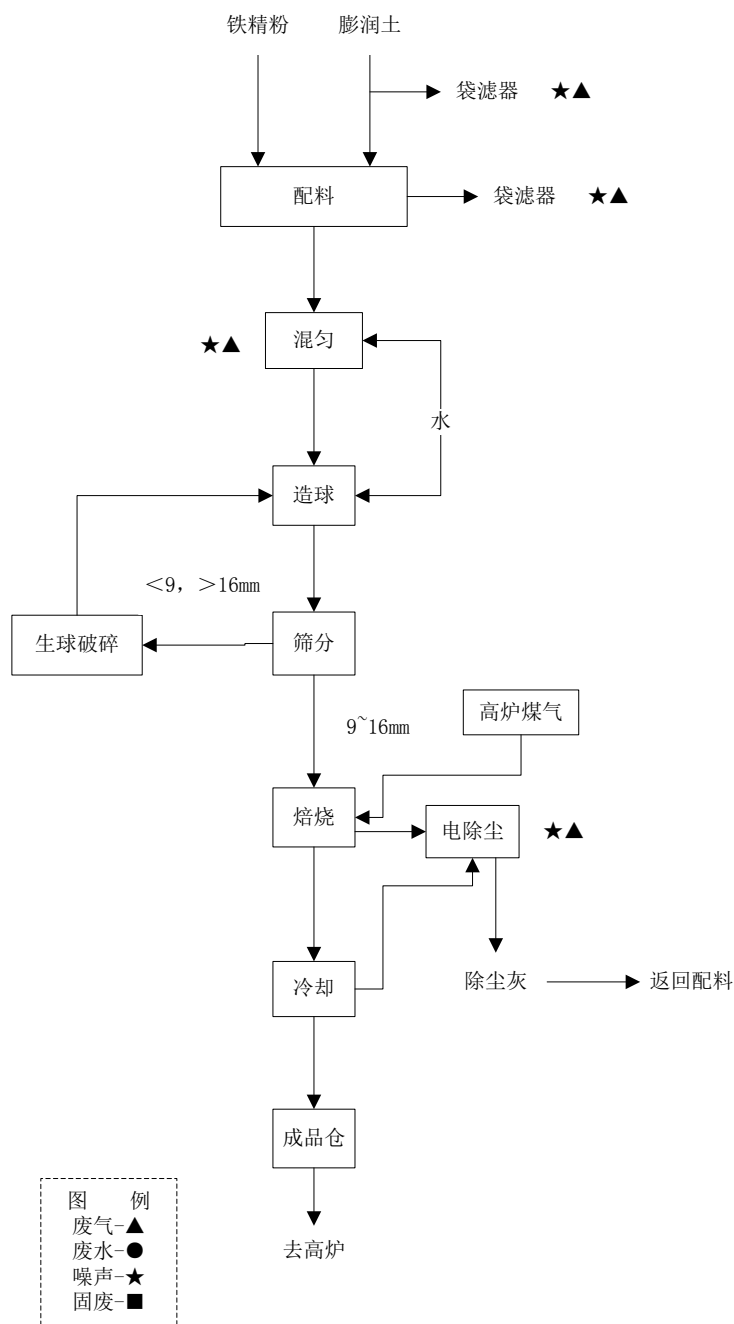 铁精粉
膨润土
袋滤器 ★▲
配料
袋滤器 ★▲
混匀
★▲
水
造球
<9，>16mm
生球破碎
筛分
高炉煤气
9~16mm
焙烧
电除尘 ★▲
冷却
除尘灰
返回配料
成品仓
去高炉
图 例
废气-▲
废水-●
噪声-★
固废-■